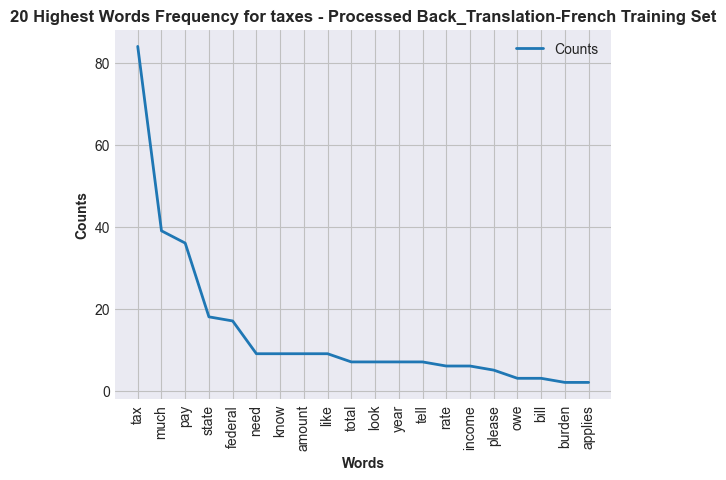 20 Highest Words Frequency for taxes - Processed Back_Translation-French Training Set
Counts
80
60
40
20
0
Counts
tax
much
pay
state
federal
need
know
amount
like
total
look
year
tell
rate
income
please
owe
bill
burden
applies
Words